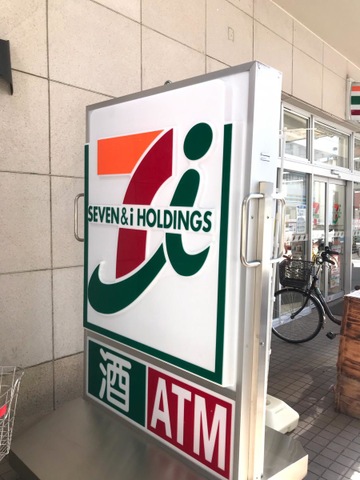 SEVEN & i HOLDINGS
酒 ATM